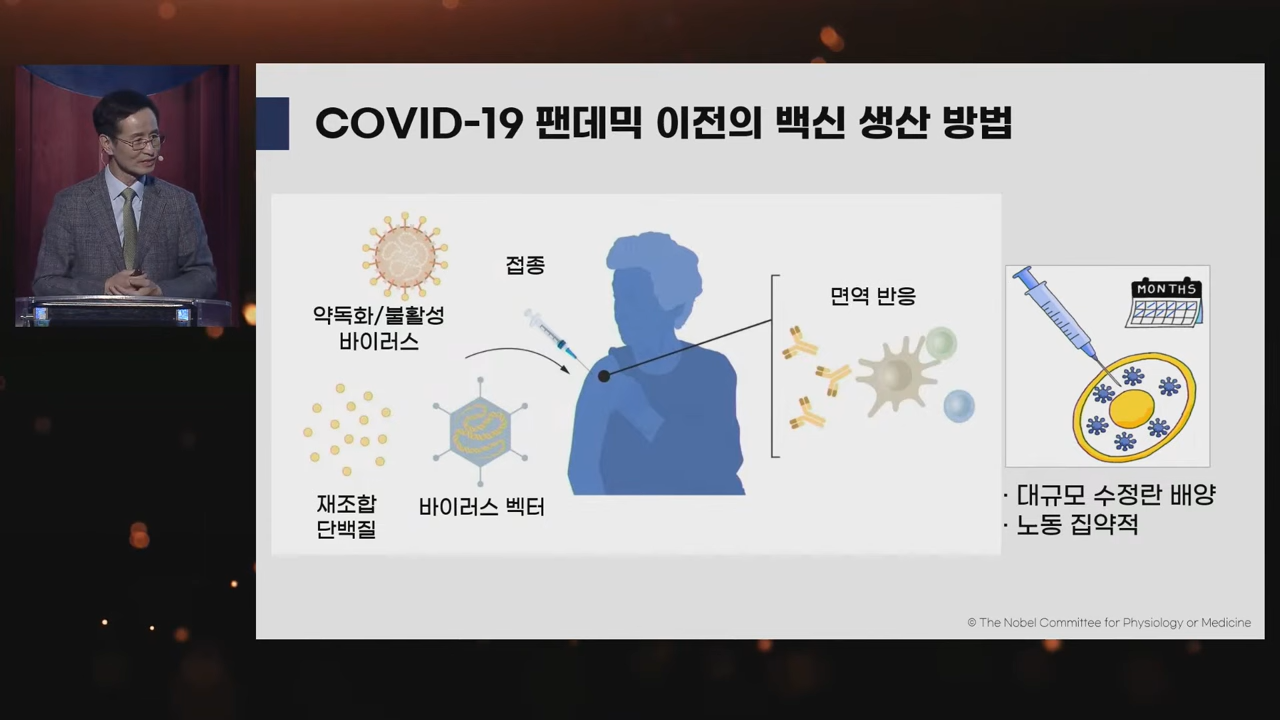 COVID-19 팬데믹 이전의 백신 생산 방법
약독화/불활성
바이러스
접종
면역 반응
MONTHS
재조합
단백질
바이러스 벡터
· 대규모 수정란 배양
· 노동 집약적
© The Nobel Committee for Physiology or Medicine